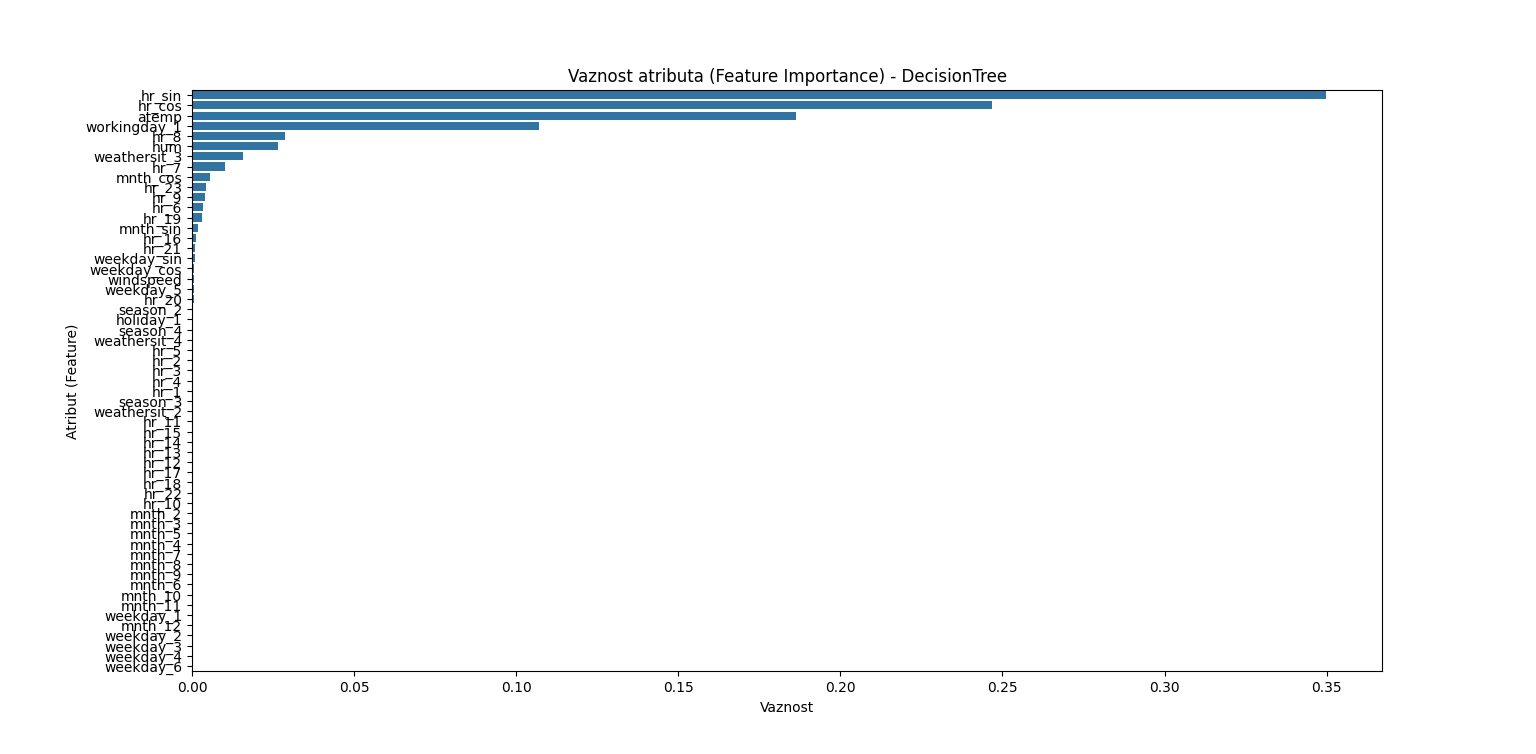 Vaznost atributa (Feature Importance) - DecisionTree
hr_sin
hr_cos
atemp
workingday_1
hr_8
hum
weathersit_3
hr_7
mnth_cos
hr_23
hr_9
hr_6
hr_19
mnth_sin
hr_16
hr_21
weekday_sin
weekday_cos
windspeed
weekday_5
hr_20
season_2
holiday_1
season_4
weathersit_4
hr_5
hr_2
hr_3
hr_4
hr_1
season_3
weathersit_2
hr_11
hr_15
hr_14
hr_13
hr_12
hr_17
hr_18
hr_22
hr_10
mnth_2
mnth_3
mnth_5
mnth_4
mnth_7
mnth_8
mnth_9
mnth_6
mnth_10
mnth_11
weekday_1
mnth_12
weekday_2
weekday_3
weekday_4
weekday_6
Atribut (Feature)
0.00 0.05 0.10 0.15 0.20 0.25 0.30 0.35
Vaznost